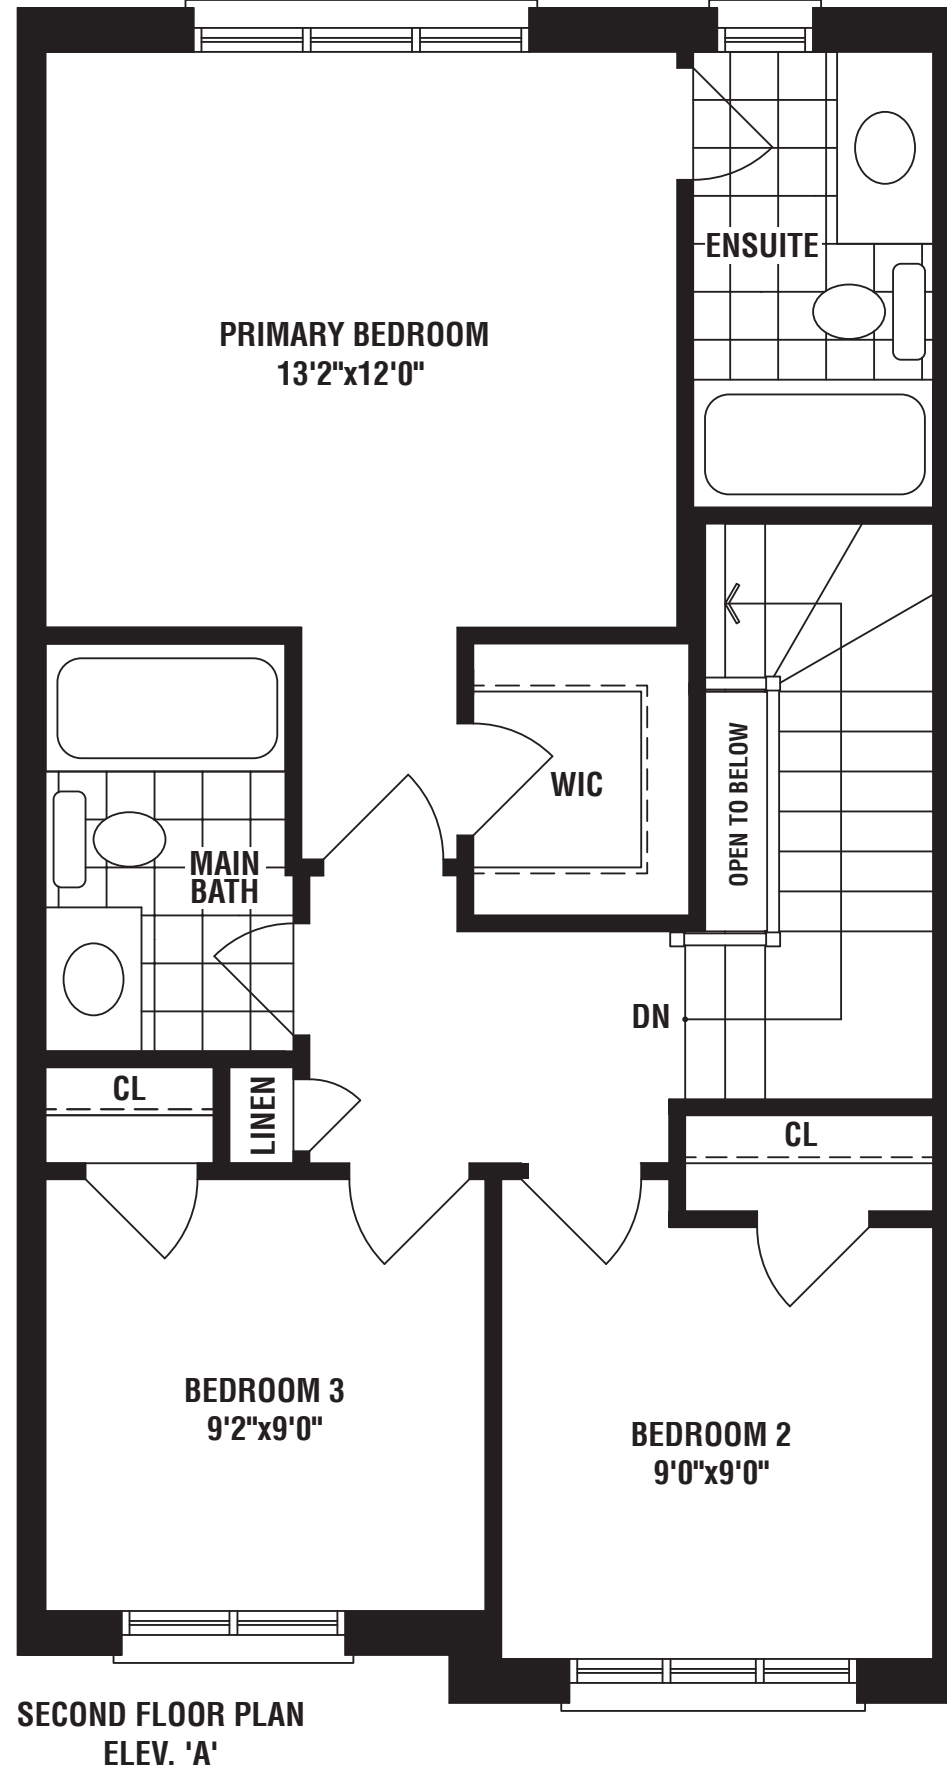 ENSUITE
PRIMARY BEDROOM
13'2"x12'0"
OPEN TO BELOW
WIC
MAIN
BATH
DN
CL
LINEN
CL
BEDROOM 3
9'2"x9'0"
BEDROOM 2
9'0"x9'0"
SECOND FLOOR PLAN
ELEV. 'A'